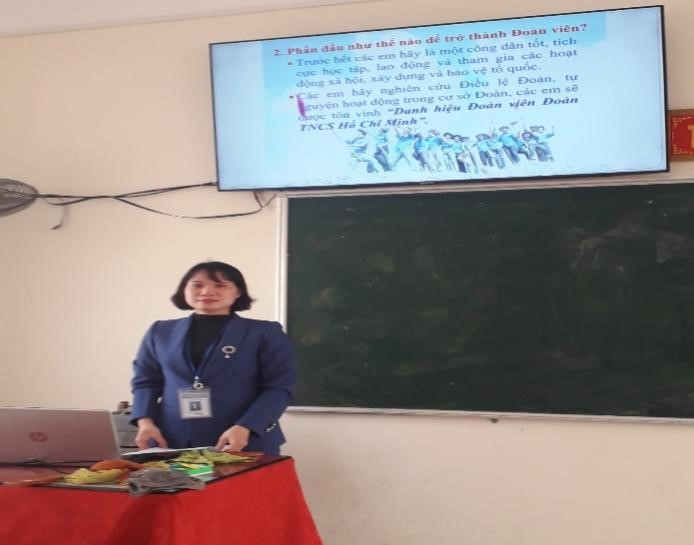 2. Phấn đấu như thế nào để trở thành Đoàn viên?
• Trước hết các em hãy là một công dân tốt, tích
cực học tập, lao động và tham gia các hoạt
động xã hội, xây dựng và bảo vệ tổ quốc.
• Các em hãy nghiên cứu Điều lệ Đoàn, tự
nguyện hoạt động trong cơ sở Đoàn, các em sẽ
được tôn vinh “Danh hiệu Đoàn viên Đoàn
TNCS Hồ Chí Minh”.
hp